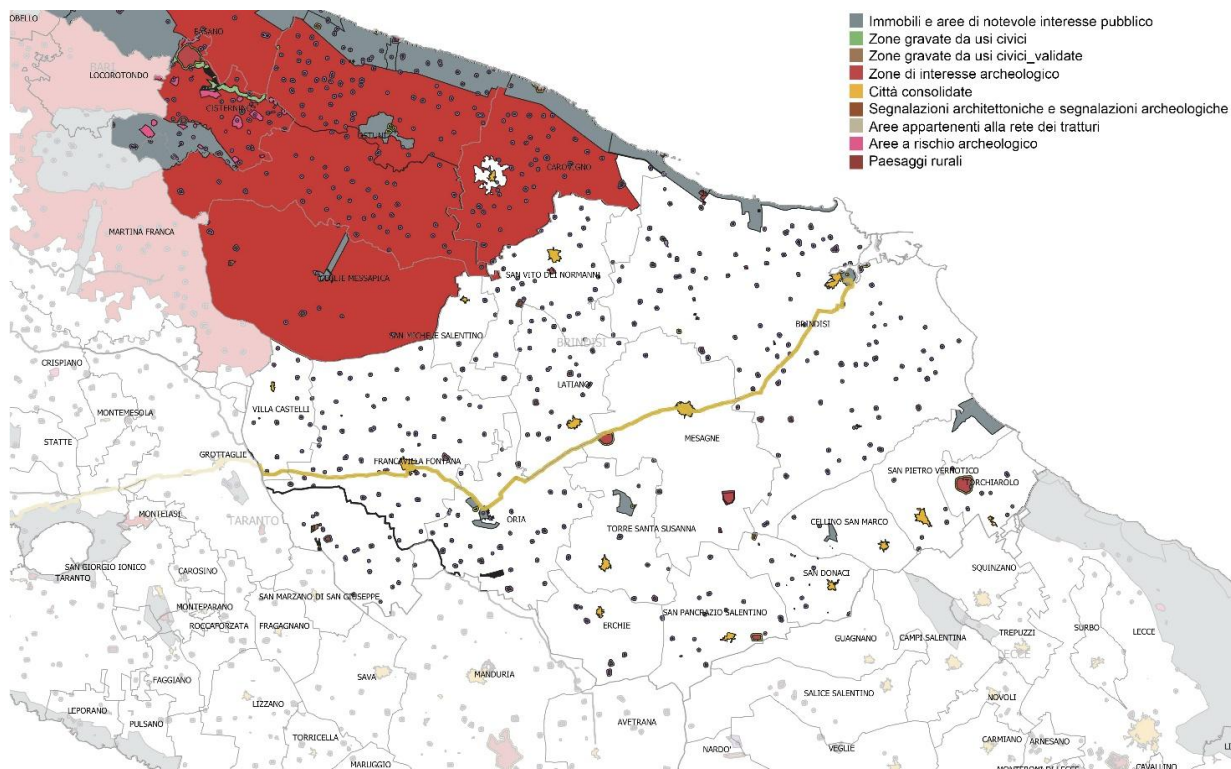 Immobili e aree di notevole interesse pubblico
Zone gravate da usi civici
Zone gravate da usi civici_validate
Zone di interesse archeologico
Città consolidate
Segnalazioni architettoniche e segnalazioni archeologiche
Aree appartenenti alla rete dei tratturi
Aree a rischio archeologico
Paesaggi rurali
FASANO
BARI
LOCOROTONDO
CAROVIGNO
MARTINA FRANCA
SAN VITO DEI NORMANNI
BRINDISI
SAN MICHELE SALENTINO
BRINDISI
CRISPIANO
LATIANO
VILLA CASTELLI
MONTEMESOLA
STATTE
MESAGNE
GROTTAGLIE
FRANCAVILLA FONTANA
SAN PIETRO VERNOTICO
TORCHIAROLO
MONTEIASI
TARANTO
ORIA
TORRE SANTA SUSANNA
CELLINO SAN MARCO
SAN GIORGIO IONICO
TARANTO
CAROSINO
SQUINZANO
SAN DONACI
SAN MARZANO DI SAN GIUSEPPE
MONTEPARANO
ROCCAFORZATA
FRAGAGNANO
ERCHIE
SAN PANCRAZIO SALENTINO
GUAGNANO
CAMPI SALENTINA
TREPUZZI
SURBO
LECCE
LECCE
FAGGIANO
SAVA
MANDURIA
LEPORANO
LIZZANO
SALICE SALENTINO
NOVOLI
PULSANO
AVETRANA
TORRICELLA
NARDO'
VEGLIE
CARMIANO
ARNESANO
MARUGGIO
CAVALLINO